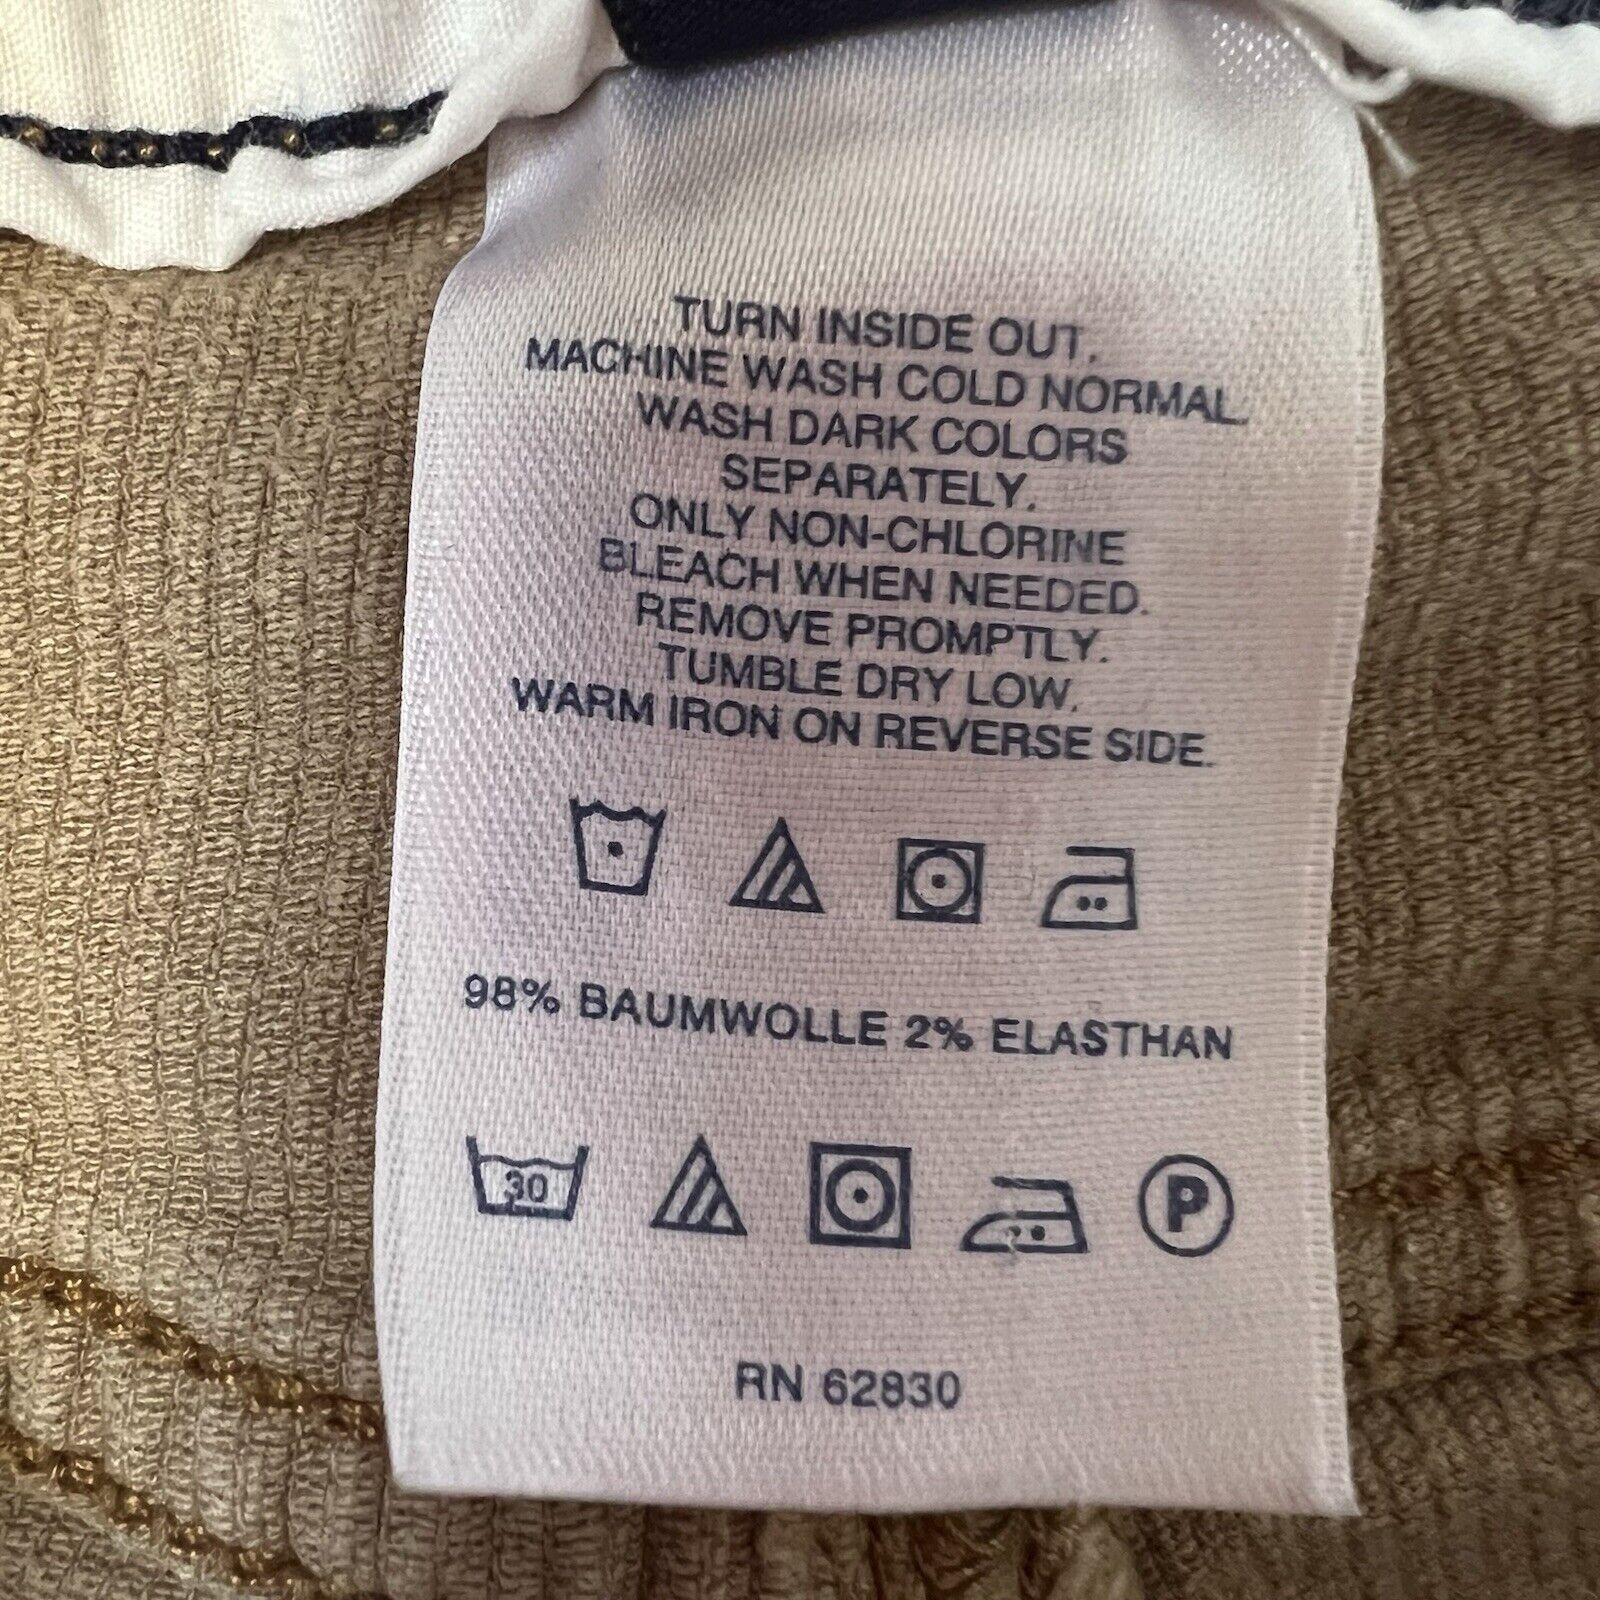 TURN INSIDE OUT.
MACHINE WASH COLD NORMAL.
WASH DARK COLORS
SEPARATELY.
ONLY NON-CHLORINE
BLEACH WHEN NEEDED.
REMOVE PROMPTLY.
TUMBLE DRY LOW.
WARM IRON ON REVERSE SIDE.
98% BAUMWOLLE 2% ELASTHAN
30 P
RN 62830